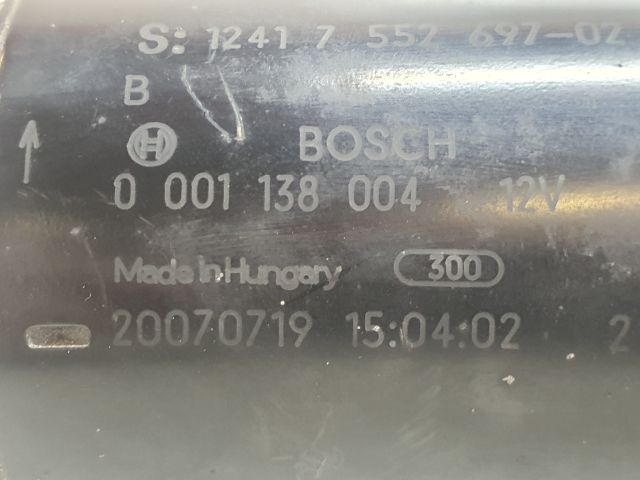 S: 1241 7 552 697-02
B
BOSCH
0 001 138 004 12V
Made in Hungary 300
20070719 15:04:02 2